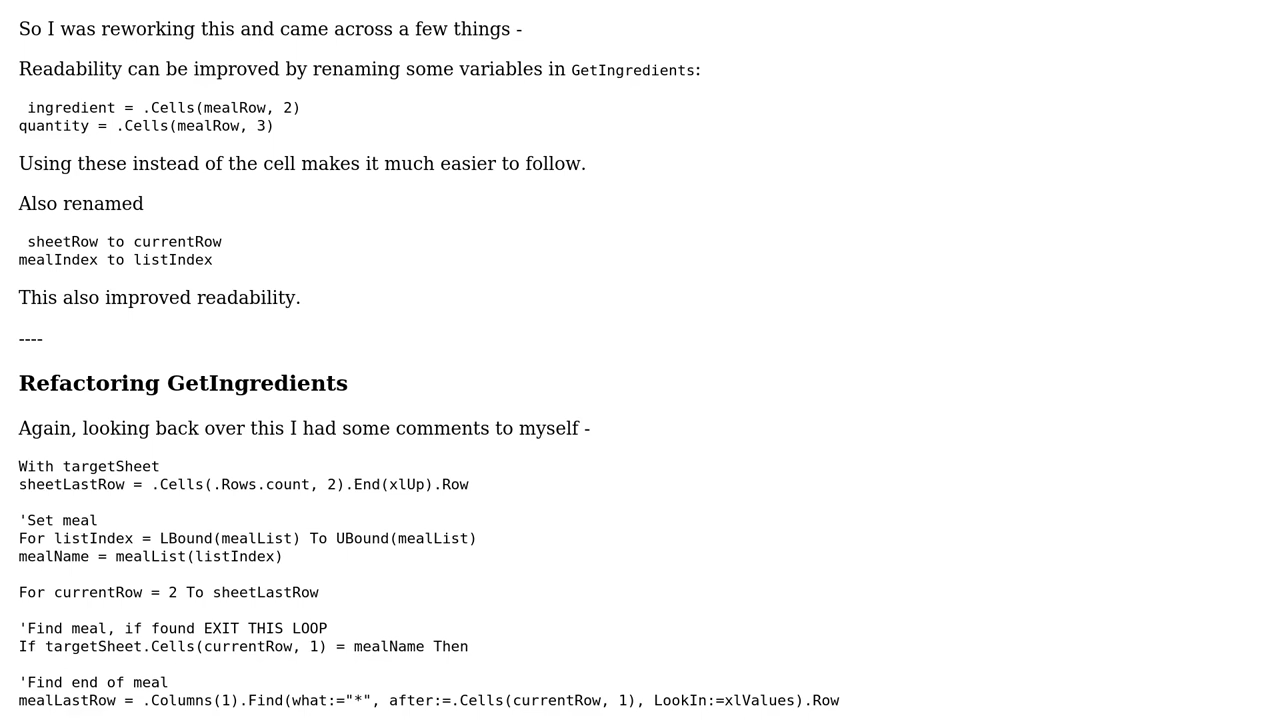 So I was reworking this and came across a few things -
Readability can be improved by renaming some variables in GetIngredients:
ingredient = .Cells(mealRow, 2)
quantity = .Cells(mealRow, 3)
Using these instead of the cell makes it much easier to follow.
Also renamed
sheetRow to currentRow
mealIndex to listIndex
This also improved readability.
----
Refactoring GetIngredients
Again, looking back over this I had some comments to myself -
With targetSheet
sheetLastRow = .Cells(.Rows.count, 2).End(xlUp).Row
'Set meal
For listIndex = LBound(mealList) To UBound(mealList)
mealName = mealList(listIndex)
For currentRow = 2 To sheetLastRow
'Find meal, if found EXIT THIS LOOP
If targetSheet.Cells(currentRow, 1) = mealName Then
'Find end of meal
mealLastRow = .Columns(1).Find(what:="*", after:=.Cells(currentRow, 1), LookIn:=xlValues).Row